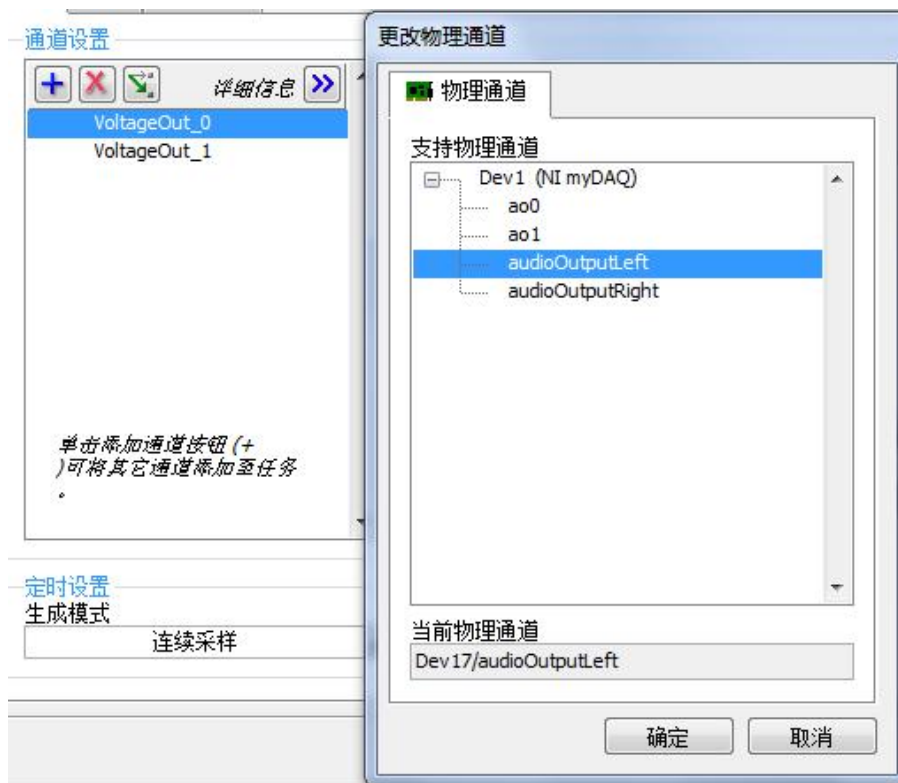 通道设置
详细信息
VoltageOut_0
VoltageOut_1
单击添加通道按钮(+
)可将其它通道添加至任务
。
定时设置
生成模式
连续采样
更改物理通道
物理通道
支持物理通道
Dev1 (NI myDAQ)
ao0
ao1
audioOutputLeft
audioOutputRight
当前物理通道
Dev17/audioOutputLeft
确定
取消